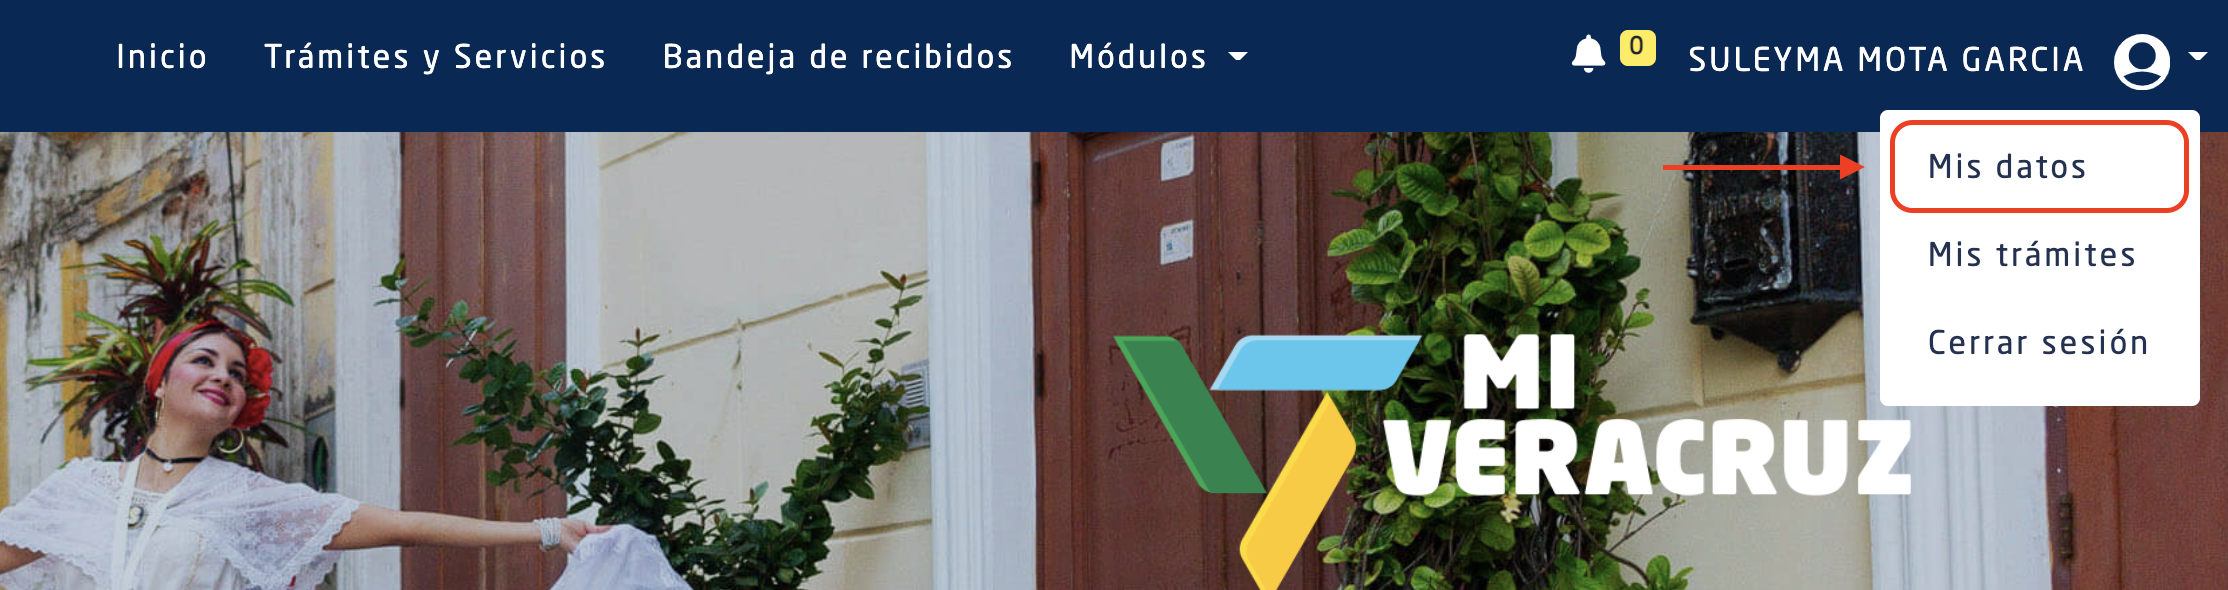 Inicio Trámites y Servicios Bandeja de recibidos Módulos 0 SULEYMA MOTA GARCIA
Mis datos
Mis trámites
Cerrar sesión
MI
VERACRUZ